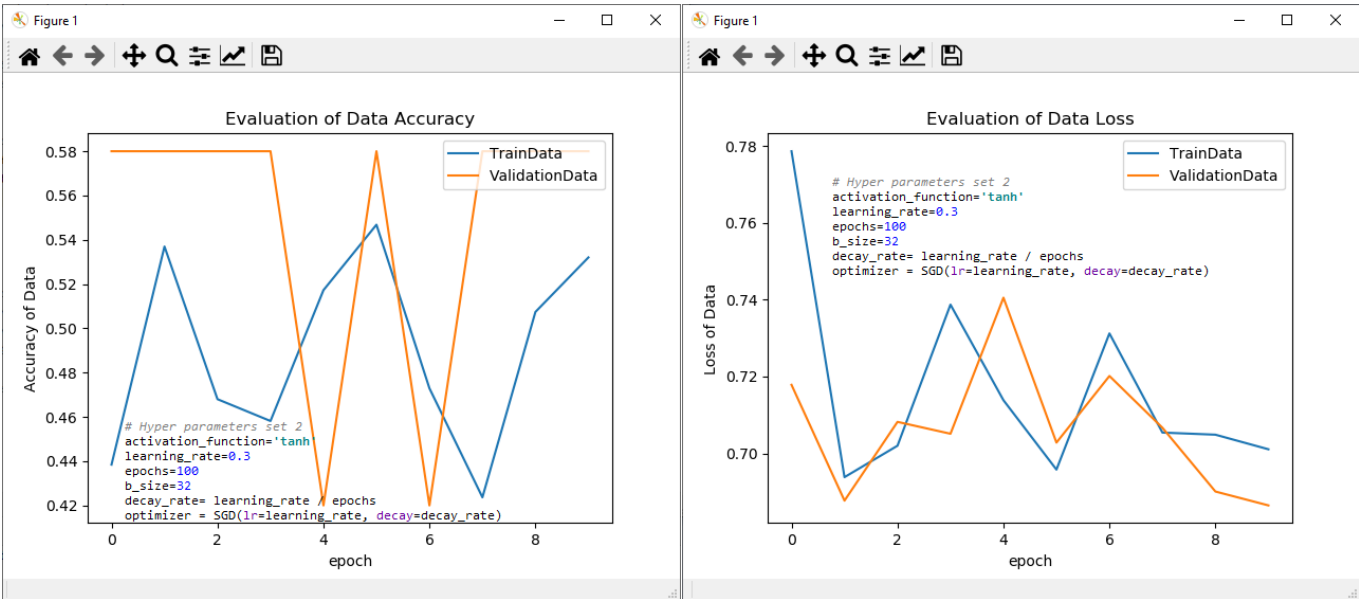 Figure 1
Evaluation of Data Accuracy
TrainData
ValidationData
0.58
0.56
0.54
0.52
0.50
0.48
0.46
0.44
0.42
Accuracy of Data
# Hyper parameters set 2
activation_function='tanh'
learning_rate=0.3
epochs=100
b_size=32
decay_rate= learning_rate / epochs
optimizer = SGD(lr=learning_rate, decay=decay_rate)
0 2 4 6 8
epoch
Figure 1
Evaluation of Data Loss
TrainData
ValidationData
0.78
0.76
0.74
0.72
0.70
Loss of Data
# Hyper parameters set 2
activation_function='tanh'
learning_rate=0.3
epochs=100
b_size=32
decay_rate= learning_rate / epochs
optimizer = SGD(lr=learning_rate, decay=decay_rate)
0 2 4 6 8
epoch